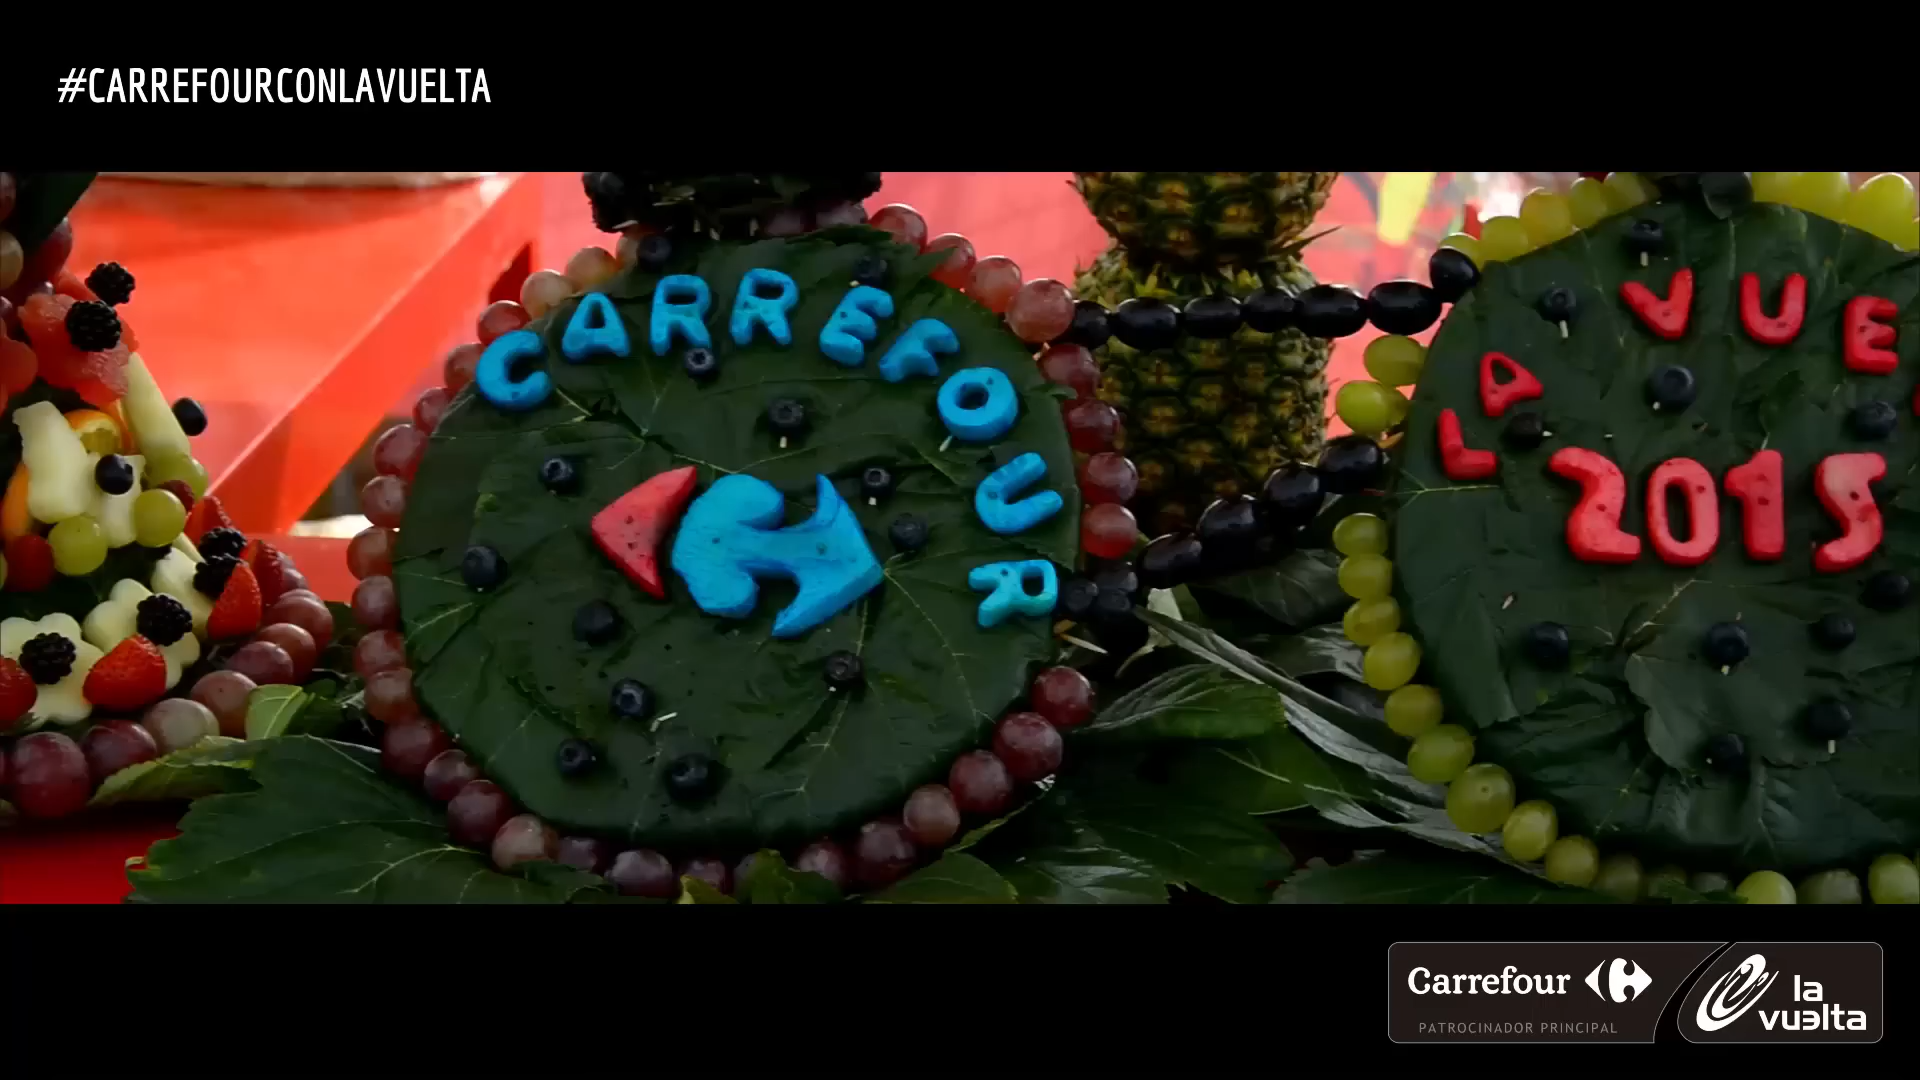 #CARREFOURCONLAVUELTA
CARREFOUR
LA VUE
2015
Carrefour
PATROCINADOR PRINCIPAL
la
vuelta